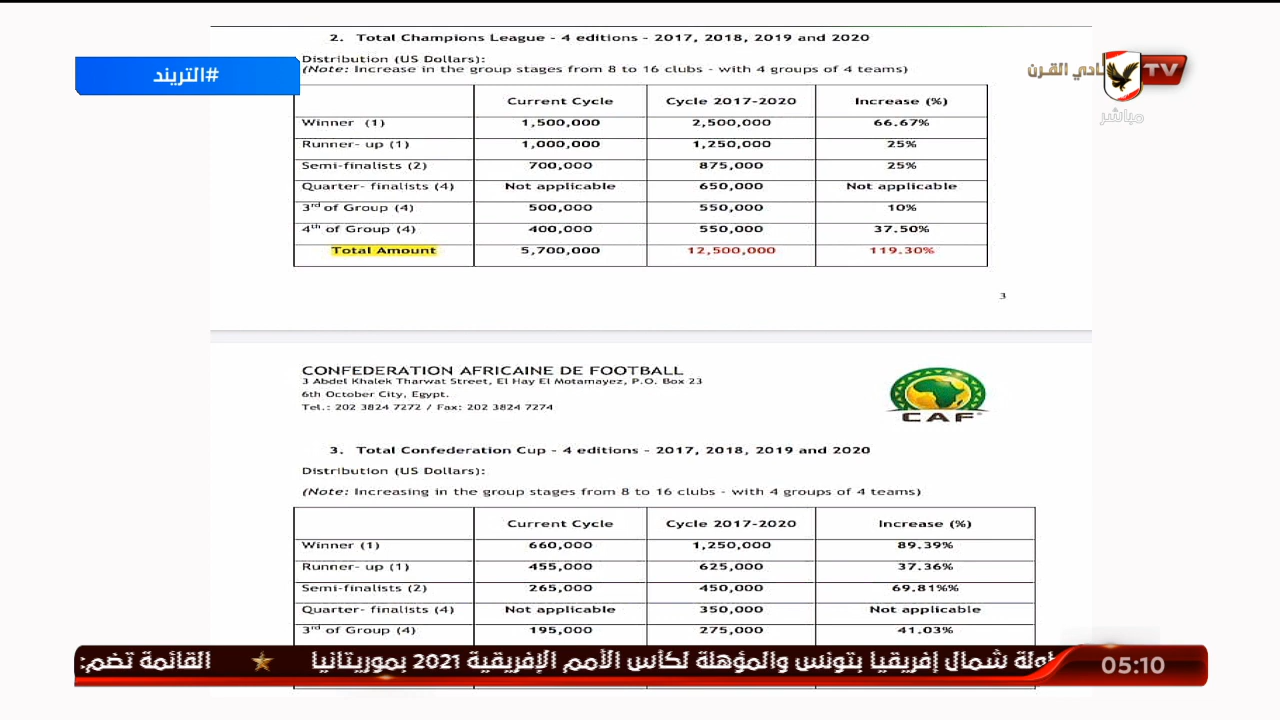 2. Total Champions League - 4 editions - 2017, 2018, 2019 and 2020
Distribution (US Dollars):
(Note: Increase in the group stages from 8 to 16 clubs - with 4 groups of 4 teams)
#التريند
نادي القرن
TV
مباشر
Current Cycle Cycle 2017-2020 Increase (%)
Winner (1) 1,500,000 2,500,000 66.67%
Runner- up (1) 1,000,000 1,250,000 25%
Semi-finalists (2) 700,000 875,000 25%
Quarter- finalists (4) Not applicable 650,000 Not applicable
3rd of Group (4) 500,000 550,000 10%
4th of Group (4) 400,000 550,000 37.50%
Total Amount 5,700,000 12,500,000 119.30%
3
CONFEDERATION AFRICAINE DE FOOTBALL
3 Abdel Khalek Tharwat Street, El Hay El Motamayez, P.O. Box 23
6th October City, Egypt.
Tel.: 202 3824 7272 / Fax: 202 3824 7274
CAF
3. Total Confederation Cup - 4 editions - 2017, 2018, 2019 and 2020
Distribution (US Dollars):
(Note: Increasing in the group stages from 8 to 16 clubs - with 4 groups of 4 teams)
Current Cycle Cycle 2017-2020 Increase (%)
Winner (1) 660,000 1,250,000 89.39%
Runner- up (1) 455,000 625,000 37.36%
Semi-finalists (2) 265,000 450,000 69.81%%
Quarter- finalists (4) Not applicable 350,000 Not applicable
3rd of Group (4) 195,000 275,000 41.03%
شمال إفريقيا بتونس والمؤهلة لكأس الأمم الإفريقية 2021 بموريتانيا ★ القائمة تضم:
05:10